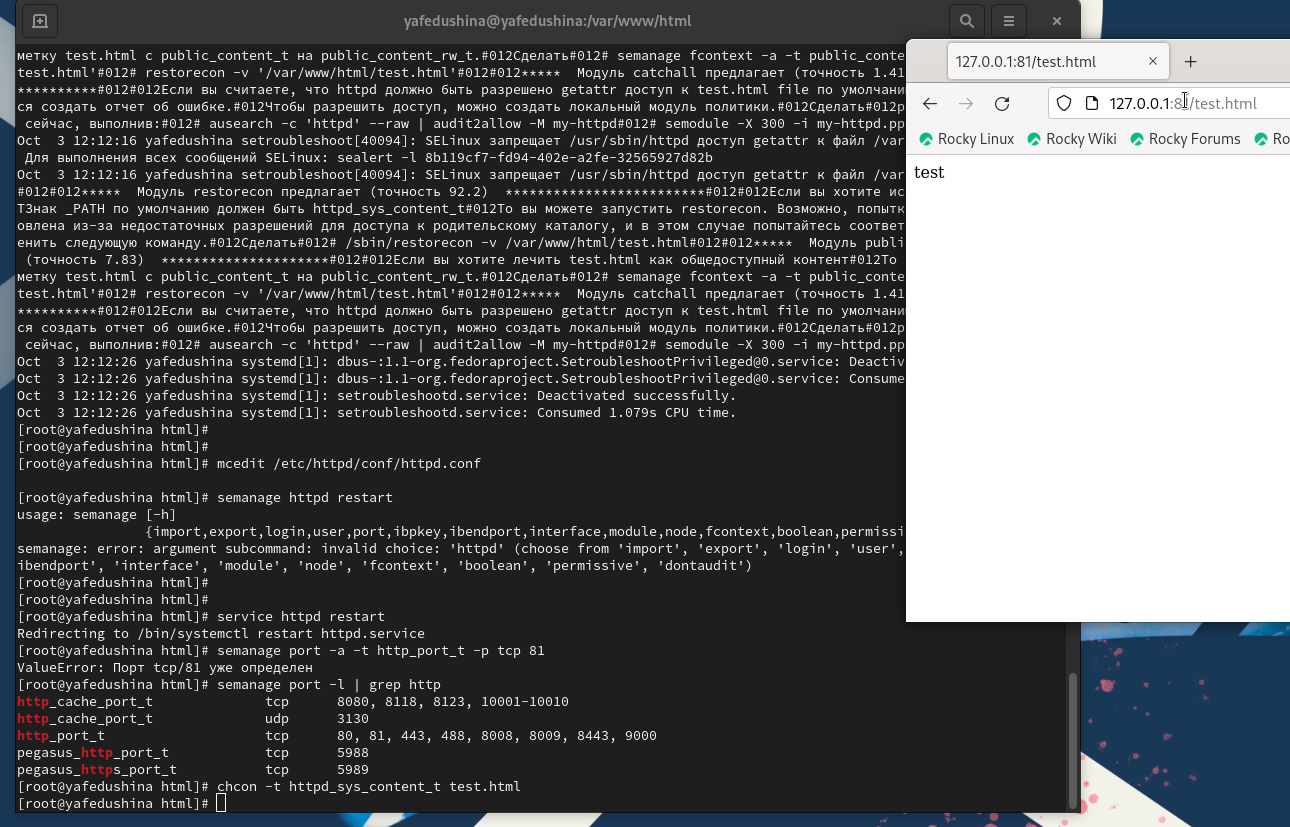 yafedushina@yafedushina:/var/www/html
метку test.html с public_content_t на public_content_rw_t.#012Сделать#012# semanage fcontext -a -t public_conte
test.html'#012# restorecon -v '/var/www/html/test.html'#012#012***** Модуль catchall предлагает (точность 1.41
**********#012#012Если вы считаете, что httpd должно быть разрешено getattr доступ к test.html file по умолчани
ся создать отчет об ошибке.#012Чтобы разрешить доступ, можно создать локальный модуль политики.#012Сделать#012р
сейчас, выполнив:#012# ausearch -c 'httpd' --raw | audit2allow -M my-httpd#012# semodule -X 300 -i my-httpd.pp
Oct  3 12:12:16 yafedushina setroubleshoot[40094]: SELinux запрещает /usr/sbin/httpd доступ getattr к файл /var
Для выполнения всех сообщений SELinux: sealert -l 8b119cf7-fd94-402e-a2fe-32565927d82b
Oct  3 12:12:16 yafedushina setroubleshoot[40094]: SELinux запрещает /usr/sbin/httpd доступ getattr к файл /var
#012#012***** Модуль restorecon предлагает (точность 92.2) *************************#012#012Если вы хотите ис
TЗнак _PATH по умолчанию должен быть httpd_sys_content_t#012То вы можете запустить restorecon. Возможно, попытк
овлена из-за недостаточных разрешений для доступа к родительскому каталогу, и в этом случае попытайтесь соответ
енить следующую команду.#012Сделать#012# /sbin/restorecon -v /var/www/html/test.html#012#012***** Модуль publi
(точность 7.83) *********************#012#012Если вы хотите лечить test.html как общедоступный контент#012То
метку test.html с public_content_t на public_content_rw_t.#012Сделать#012# semanage fcontext -a -t public_conte
test.html'#012# restorecon -v '/var/www/html/test.html'#012#012***** Модуль catchall предлагает (точность 1.41
**********#012#012Если вы считаете, что httpd должно быть разрешено getattr доступ к test.html file по умолчани
ся создать отчет об ошибке.#012Чтобы разрешить доступ, можно создать локальный модуль политики.#012Сделать#012р
сейчас, выполнив:#012# ausearch -c 'httpd' --raw | audit2allow -M my-httpd#012# semodule -X 300 -i my-httpd.pp
Oct  3 12:12:26 yafedushina systemd[1]: dbus-:1.1-org.fedoraproject.SetroubleshootPrivileged@0.service: Deactiv
Oct  3 12:12:26 yafedushina systemd[1]: dbus-:1.1-org.fedoraproject.SetroubleshootPrivileged@0.service: Consume
Oct  3 12:12:26 yafedushina systemd[1]: setroubleshootd.service: Deactivated successfully.
Oct  3 12:12:26 yafedushina systemd[1]: setroubleshootd.service: Consumed 1.079s CPU time.
[root@yafedushina html]#
[root@yafedushina html]#
[root@yafedushina html]# mcedit /etc/httpd/conf/httpd.conf
[root@yafedushina html]# semanage httpd restart
usage: semanage [-h]
{import,export,login,user,port,ibpkey,ibendport,interface,module,node,fcontext,boolean,permissi
semanage: error: argument subcommand: invalid choice: 'httpd' (choose from 'import', 'export', 'login', 'user',
ibendport', 'interface', 'module', 'node', 'fcontext', 'boolean', 'permissive', 'dontaudit')
[root@yafedushina html]#
[root@yafedushina html]#
[root@yafedushina html]# service httpd restart
Redirecting to /bin/systemctl restart httpd.service
[root@yafedushina html]# semanage port -a -t http_port_t -p tcp 81
ValueError: Порт tcp/81 уже определен
[root@yafedushina html]# semanage port -l | grep http
http_cache_port_t tcp 8080, 8118, 8123, 10001-10010
http_cache_port_t udp 3130
http_port_t tcp 80, 81, 443, 488, 8008, 8009, 8443, 9000
pegasus_http_port_t tcp 5988
pegasus_https_port_t tcp 5989
[root@yafedushina html]# chcon -t httpd_sys_content_t test.html
[root@yafedushina html]#
127.0.0.1:81/test.html
127.0.0.1:81/test.html
Rocky Linux Rocky Wiki Rocky Forums Ro
test